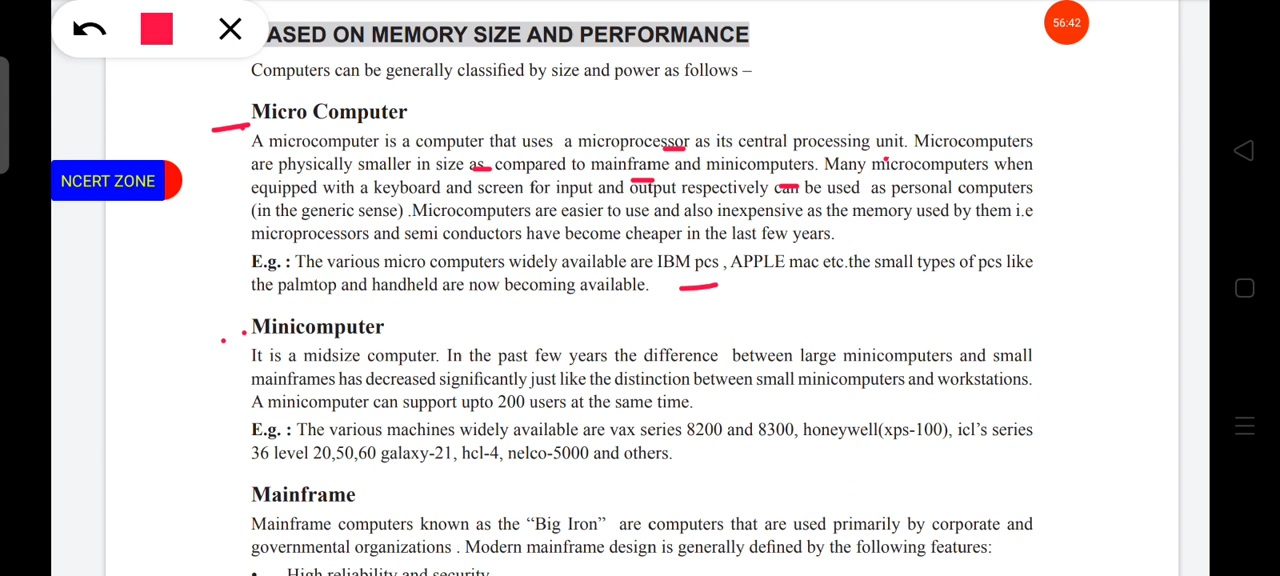 ASED ON MEMORY SIZE AND PERFORMANCE
56:42
Computers can be generally classified by size and power as follows –
Micro Computer
A microcomputer is a computer that uses a microprocessor as its central processing unit. Microcomputers
are physically smaller in size as compared to mainframe and minicomputers. Many microcomputers when
NCERT ZONE
equipped with a keyboard and screen for input and output respectively can be used as personal computers
(in the generic sense) .Microcomputers are easier to use and also inexpensive as the memory used by them i.e
microprocessors and semi conductors have become cheaper in the last few years.
E.g. : The various micro computers widely available are IBM pcs , APPLE mac etc.the small types of pcs like
the palmtop and handheld are now becoming available.
Minicomputer
It is a midsize computer. In the past few years the difference between large minicomputers and small
mainframes has decreased significantly just like the distinction between small minicomputers and workstations.
A minicomputer can support upto 200 users at the same time.
E.g. : The various machines widely available are vax series 8200 and 8300, honeywell(xps-100), icl’s series
36 level 20,50,60 galaxy-21, hcl-4, nelco-5000 and others.
Mainframe
Mainframe computers known as the “Big Iron” are computers that are used primarily by corporate and
governmental organizations . Modern mainframe design is generally defined by the following features:
• High reliability and security